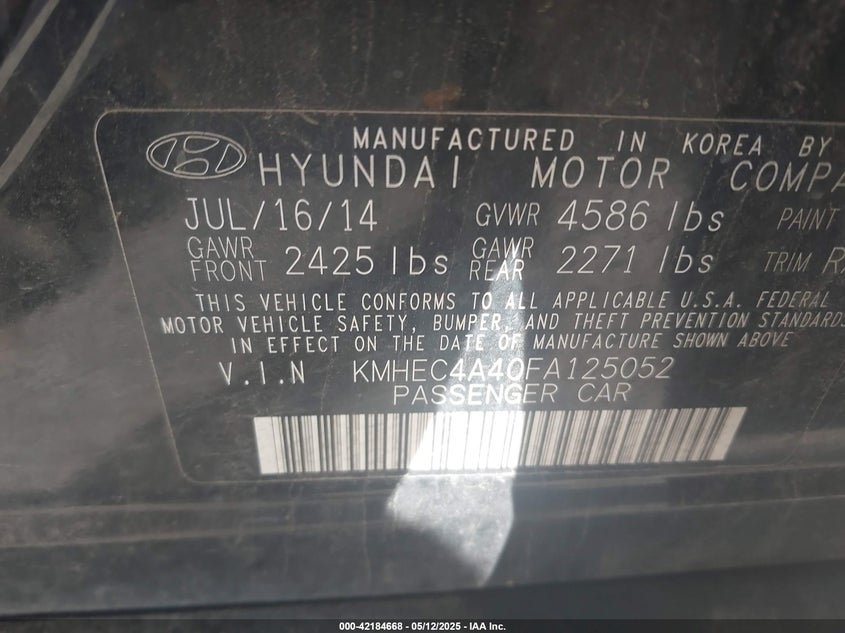 MANUFACTURED IN KOREA BY
HYUNDAI MOTOR COMPA
JUL/16/14 GVWR 4586 lbs PAINT
GAWR FRONT 2425 lbs GAWR REAR 2271 lbs TRIM
THIS VEHICLE CONFORMS TO ALL APPLICABLE U.S.A. FEDERAL
MOTOR VEHICLE SAFETY, BUMPER, AND THEFT PREVENTION STANDARDS
IN EFFECT ON THE DATE OF MANUFACTURE SHOWN ABOVE
V.I.N KMHEC4A40FA125052
PASSENGER CAR
000-42184668 - 05/12/2025 - IAA Inc.